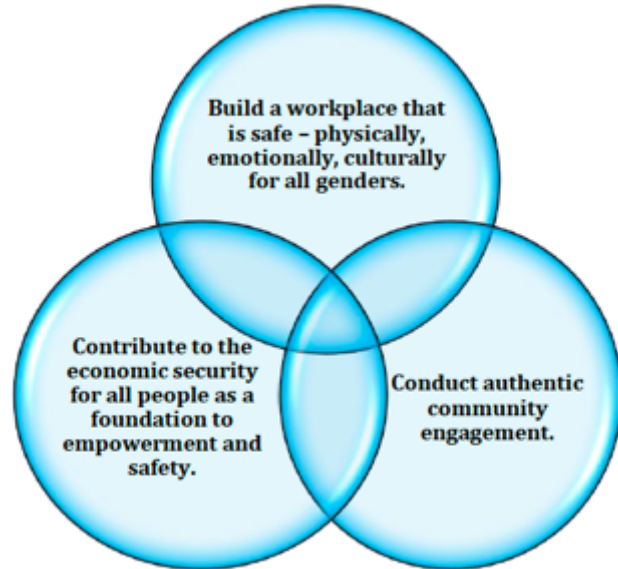 Build a workplace that
is safe – physically,
emotionally, culturally
for all genders.
Contribute to the
economic security
for all people as a
foundation to
empowerment and
safety.
Conduct authentic
community
engagement.